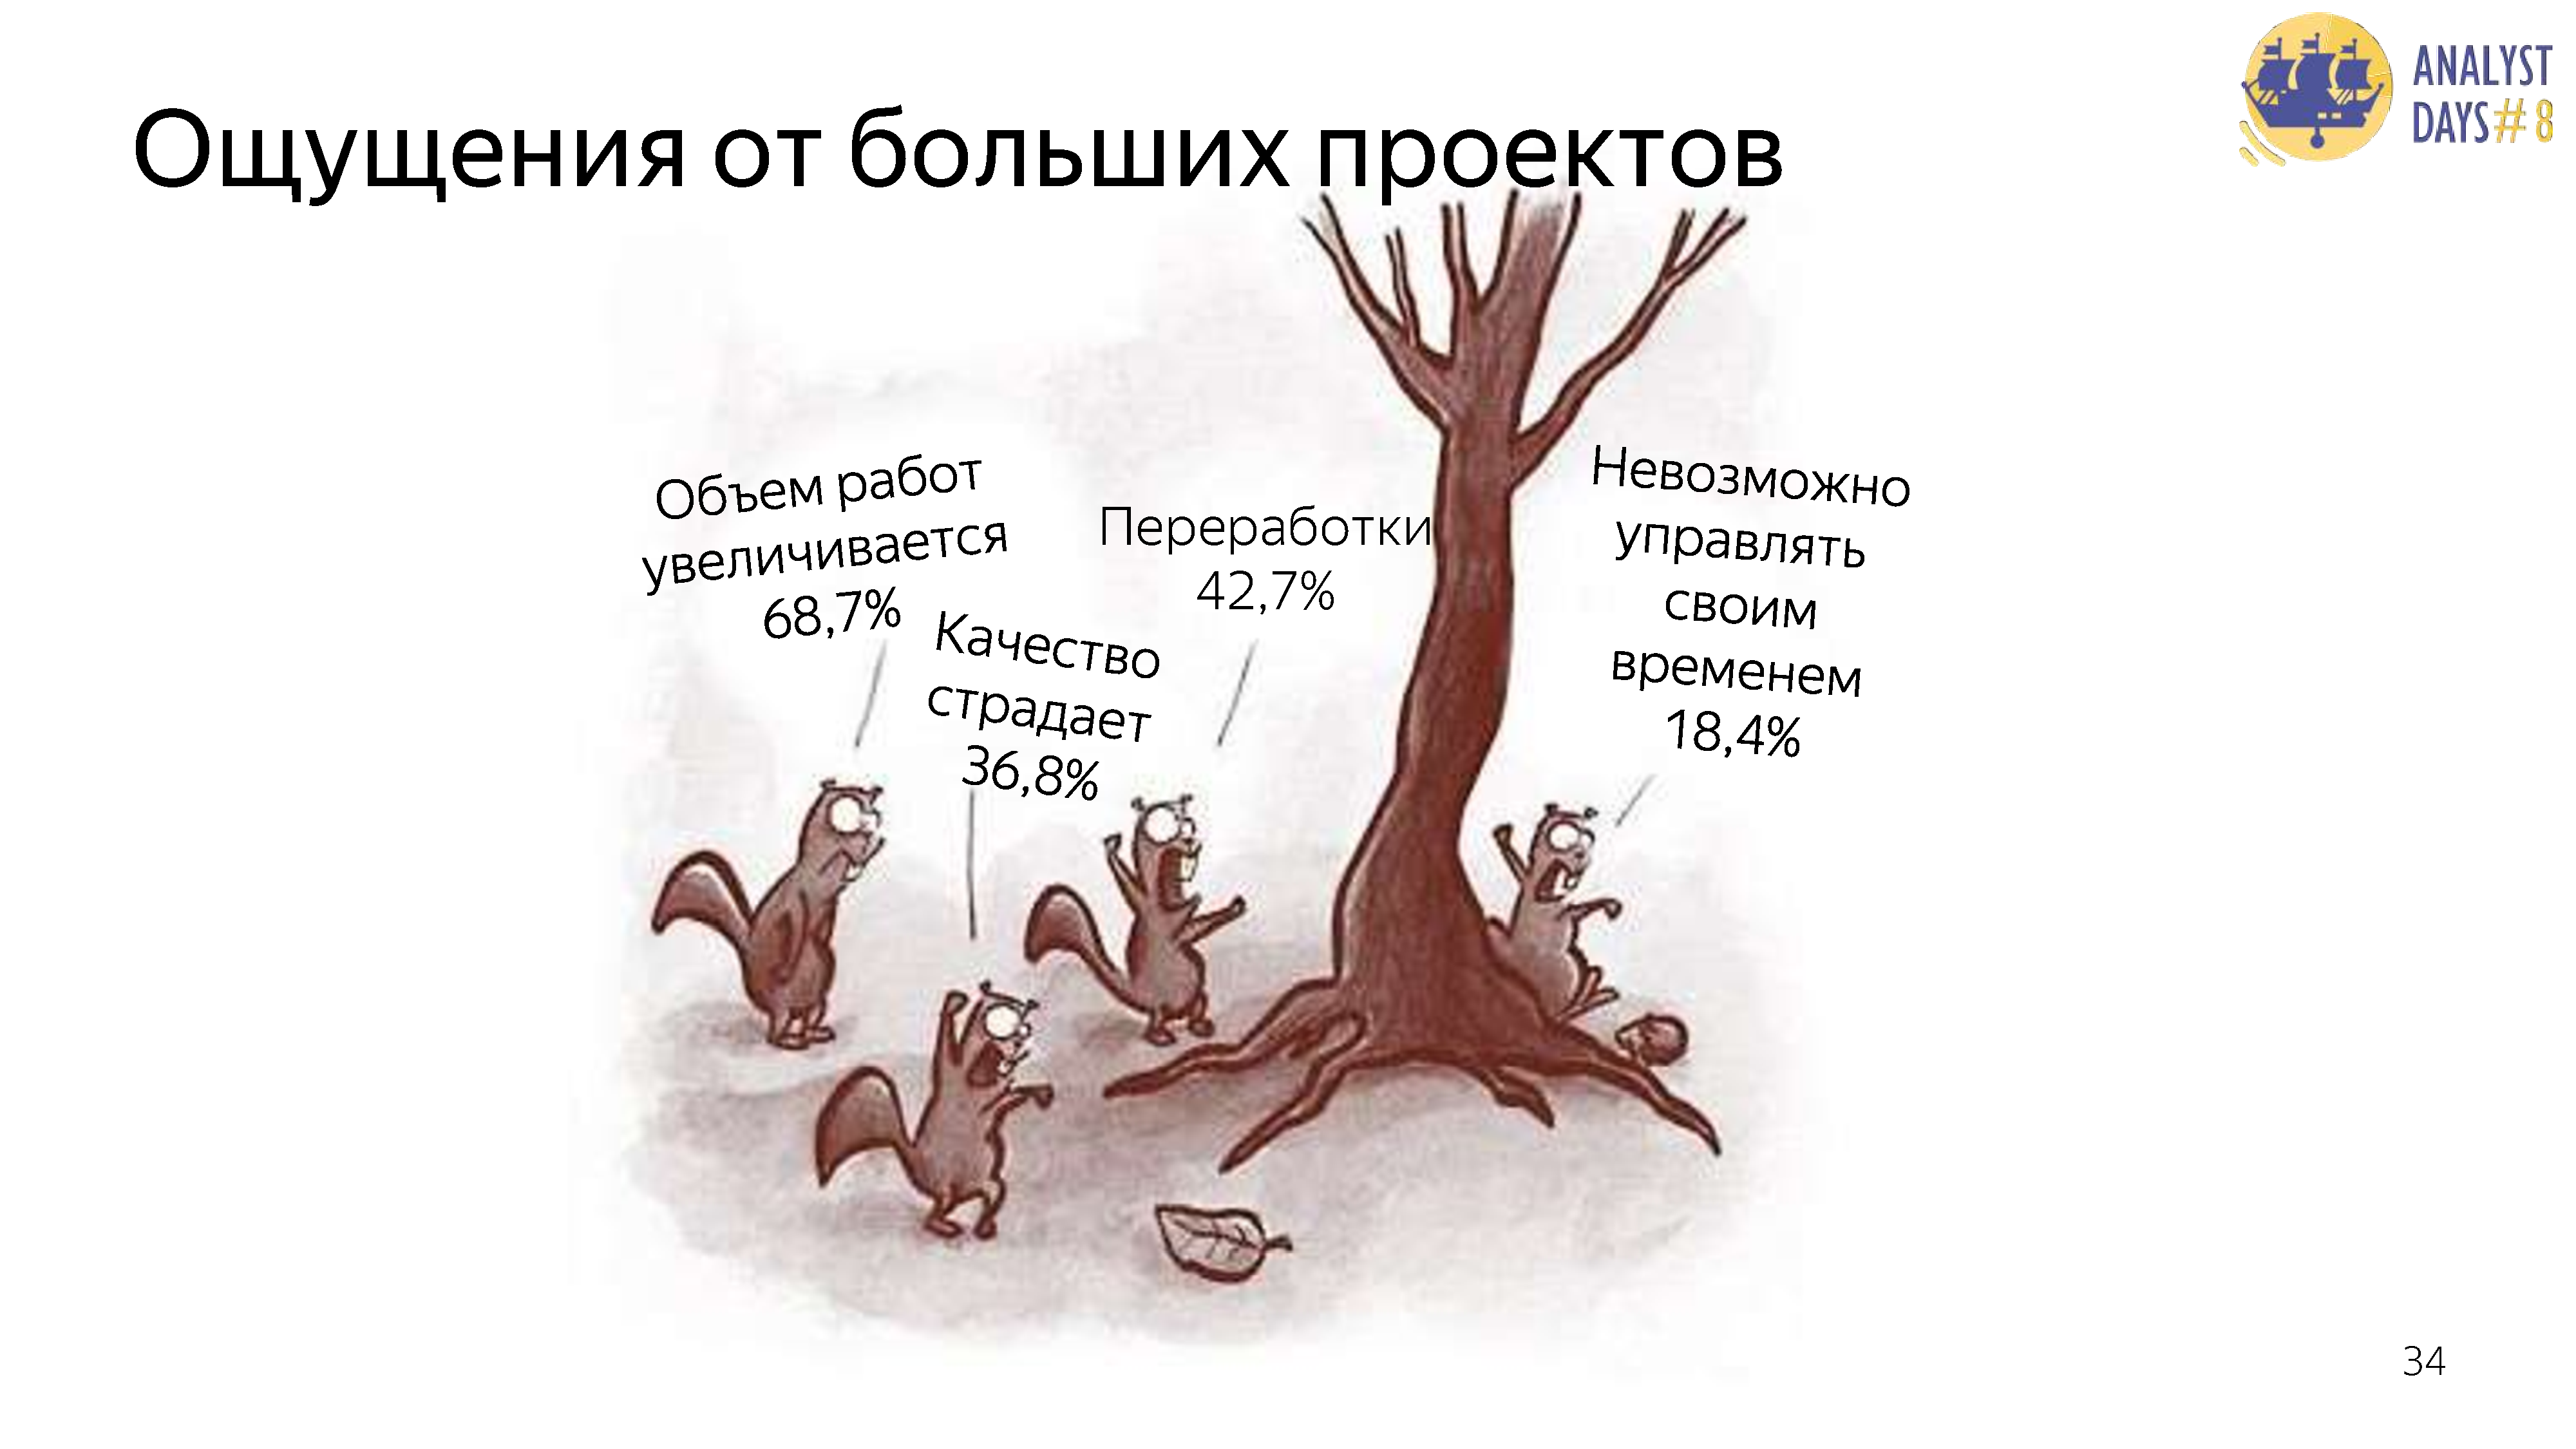 ANALYST
DAYS#8
Ощущения от больших проектов
Объем работ
увеличивается
68,7%
Качество
страдает
36,8%
Переработки
42,7%
Невозможно
управлять
своим
временем
18,4%
34